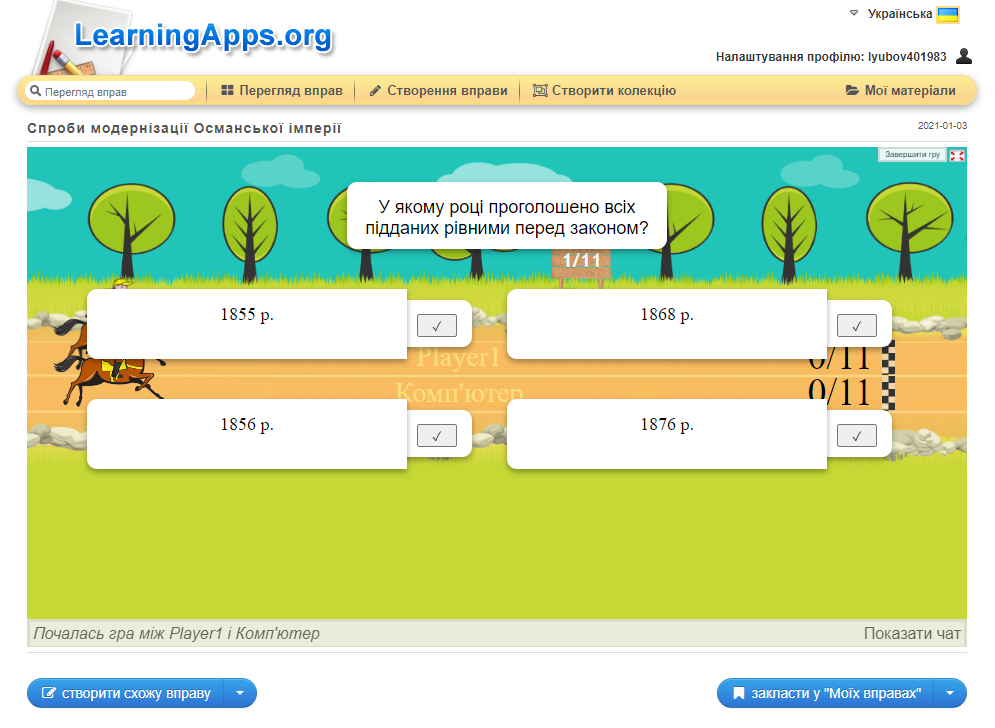 LearningApps.org
Українська
Налаштування профілю: lyubov401983
Перегляд вправ
Перегляд вправ
Створення вправи
Створити колекцію
Мої матеріали
Спроби модернізації Османської імперії
2021-01-03
Завершити гру
У якому році проголошено всіх
підданих рівними перед законом?
1/11
1855 р.
✓
1868 р.
✓
Player1
0/11
Комп'ютер
0/11
1856 р.
✓
1876 р.
✓
Почалась гра між Player1 і Комп'ютер
Показати чат
створити схожу вправу
закласти у "Моїх вправах"